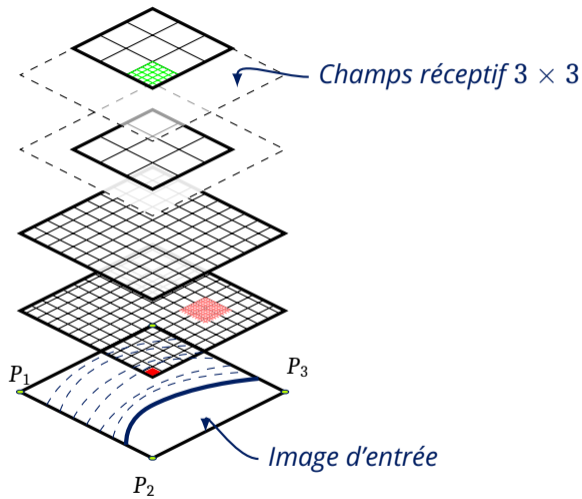 Champs réceptif 3 × 3
P₁
P₃
Image d'entrée
P₂